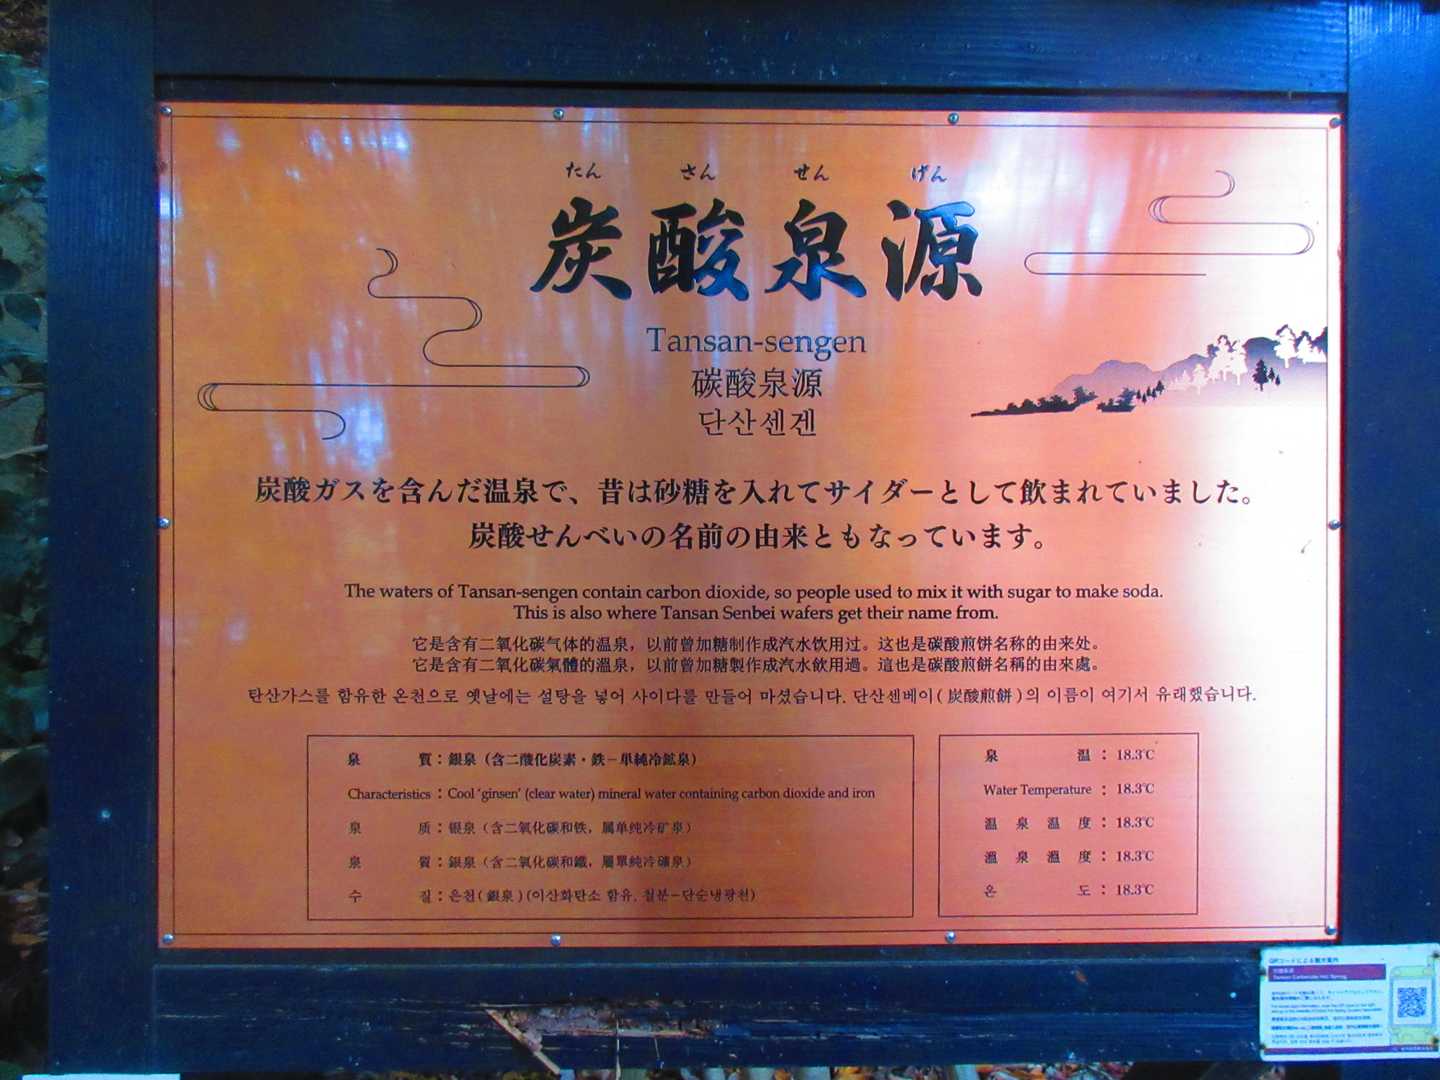 たん さん せん げん
炭酸泉源
Tansan-sengen
碳酸泉源
단산센겐
炭酸ガスを含んだ温泉で、昔は砂糖を入れてサイダーとして飲まれていました。
炭酸せんべいの名前の由来ともなっています。
The waters of Tansan-sengen contain carbon dioxide, so people used to mix it with sugar to make soda.
This is also where Tansan Senbei wafers get their name from.
它是含有二氧化碳气体的温泉，以前曾加糖制作成汽水饮用过。这也是碳酸煎饼名称的由来处。
它是含有二氧化碳氣體的溫泉，以前曾加糖製作成汽水飲用過。這也是碳酸煎餅名稱的由來處。
탄산가스를 함유한 온천으로 옛날에는 설탕을 넣어 사이다를 만들어 마셨습니다. 단산센베이(炭酸煎餅)의 이름이 여기서 유래했습니다.
泉 質：銀泉（含二酸化炭素・鉄－単純冷鉱泉）
Characteristics : Cool ‘ginsen’ (clear water) mineral water containing carbon dioxide and iron
泉 质：银泉（含二氧化碳和铁，属单纯冷矿泉）
泉 質：銀泉（含二氧化碳和鐵，屬單純冷礦泉）
수 질：은천(銀泉)(이산화탄소 함유, 철분－단순냉광천)
泉 温：18.3℃
Water Temperature : 18.3℃
温 泉 温 度：18.3℃
溫 泉 溫 度：18.3℃
온 도：18.3℃
QRコードによる観光案内